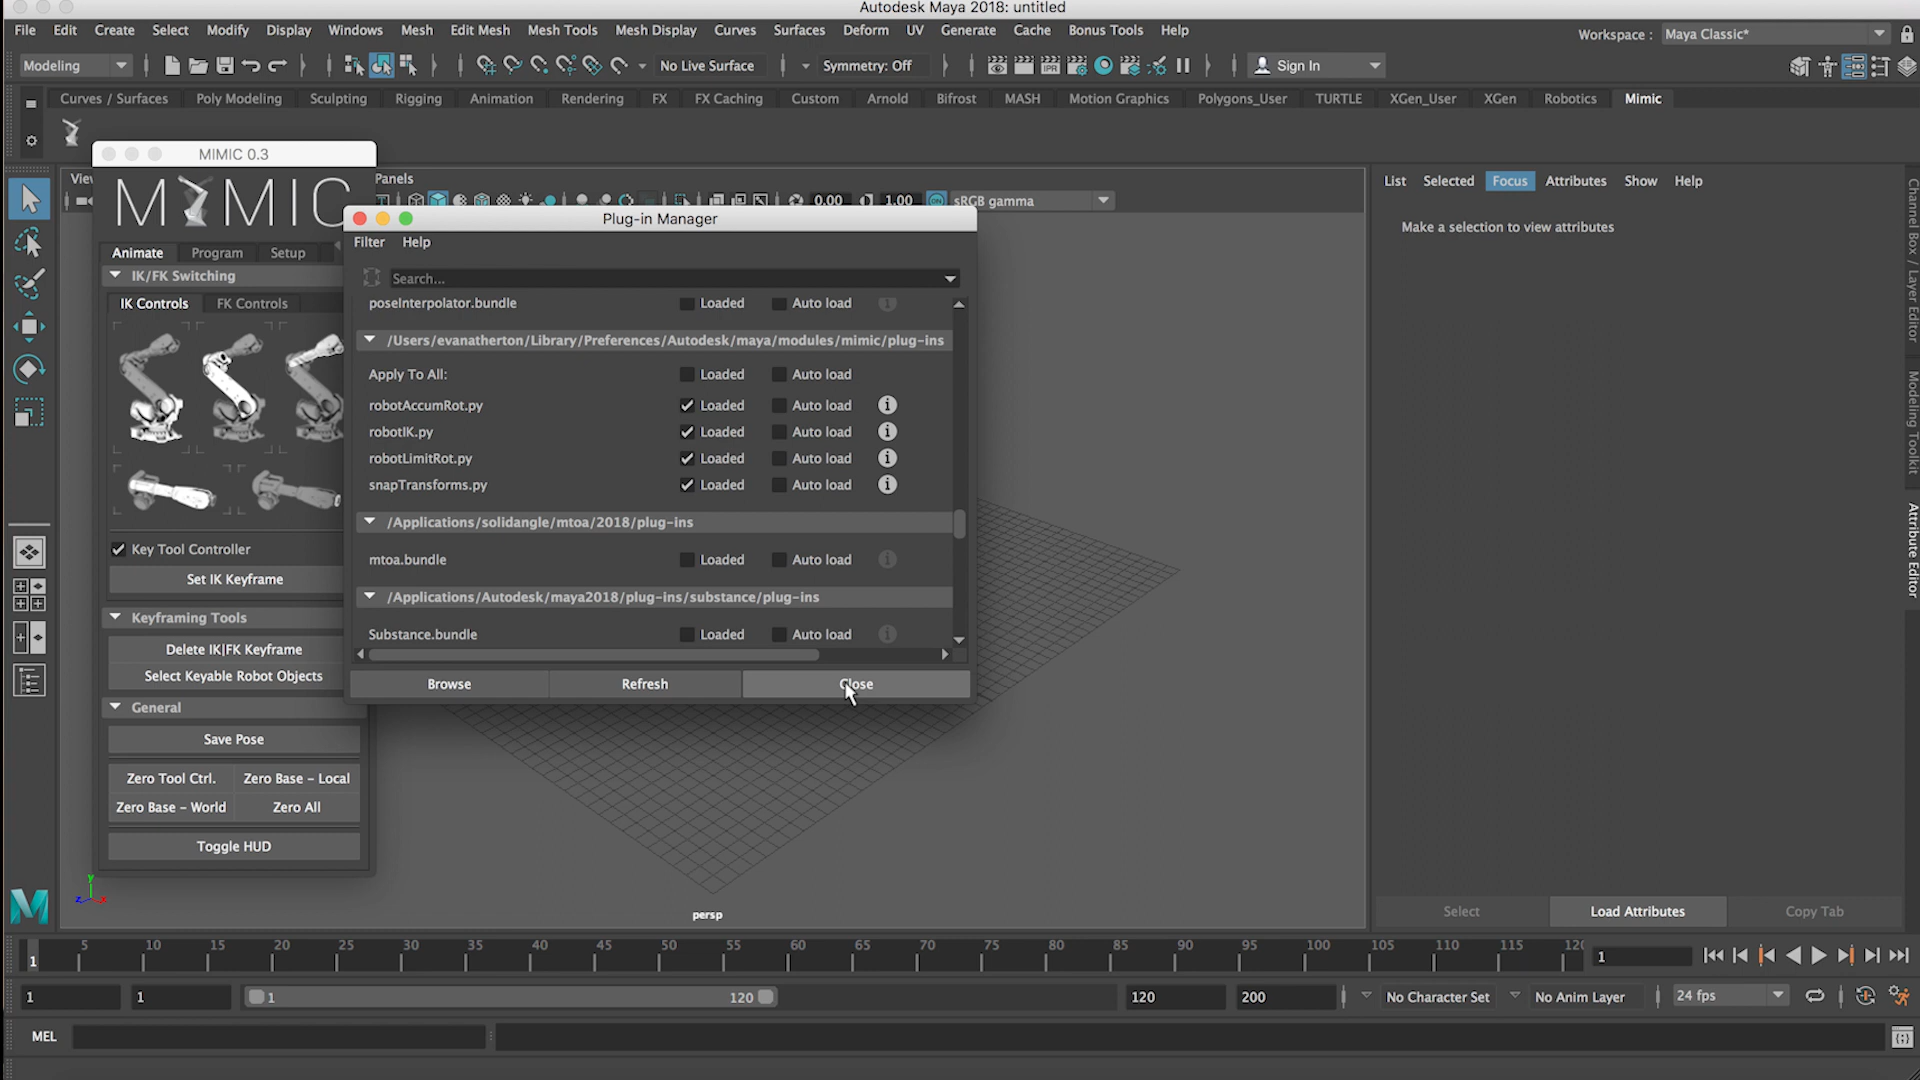 Autodesk Maya 2018: untitled
File Edit Create Select Modify Display Windows Mesh Edit Mesh Mesh Tools Mesh Display Curves Surfaces Deform UV Generate Cache Bonus Tools Help
Workspace : Maya Classic*
Modeling No Live Surface Symmetry: Off IPR Sign In
Curves / Surfaces Poly Modeling Sculpting Rigging Animation Rendering FX FX Caching Custom Arnold Bifrost MASH Motion Graphics Polygons_User TURTLE XGen_User XGen Robotics Mimic
MIMIC 0.3
MIMIC
Animate Program Setup
IK/FK Switching
IK Controls FK Controls
Key Tool Controller
Set IK Keyframe
Keyframing Tools
Delete IK|FK Keyframe
Select Keyable Robot Objects
General
Save Pose
Zero Tool Ctrl. Zero Base - Local
Zero Base - World Zero All
Toggle HUD
Panels
0.00 1.00 sRGB gamma
Plug-in Manager
Filter Help
Search...
poseInterpolator.bundle Loaded Auto load
/Users/evanatherton/Library/Preferences/Autodesk/maya/modules/mimic/plug-ins
Apply To All: Loaded Auto load
robotAccumRot.py Loaded Auto load
robotIK.py Loaded Auto load
robotLimitRot.py Loaded Auto load
snapTransforms.py Loaded Auto load
/Applications/solidangle/mtoa/2018/plug-ins
mtoa.bundle Loaded Auto load
/Applications/Autodesk/maya2018/plug-ins/substance/plug-ins
Substance.bundle Loaded Auto load
Browse Refresh Close
persp
y
z x
List Selected Focus Attributes Show Help
Make a selection to view attributes
Select Load Attributes Copy Tab
Channel Box / Layer Editor
Modeling Toolkit
Attribute Editor
5 10 15 20 25 30 35 40 45 50 55 60 65 70 75 80 85 90 95 100 105 110 115
1 1
1 1 1 120 120 200 No Character Set No Anim Layer 24 fps
MEL